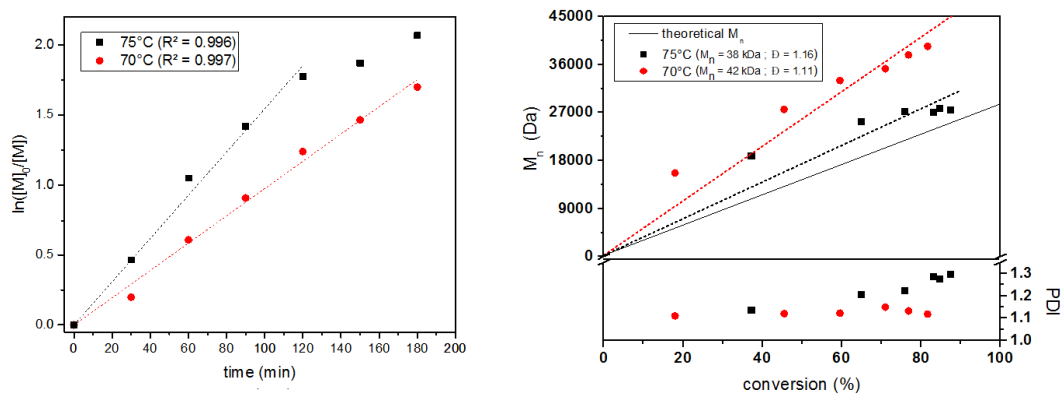 2.0
1.5
1.0
0.5
0.0
ln([M]₀/[M])
75°C (R² = 0.996)
70°C (R² = 0.997)
0 20 40 60 80 100 120 140 160 180 200
time (min)
45000
36000
27000
18000
9000
0
Mₙ (Da)
theoretical Mₙ
75°C (Mₙ = 38 kDa ; Đ = 1.16)
70°C (Mₙ = 42 kDa ; Đ = 1.11)
1.3
1.2
1.1
1.0
PDI
0 20 40 60 80 100
conversion (%)